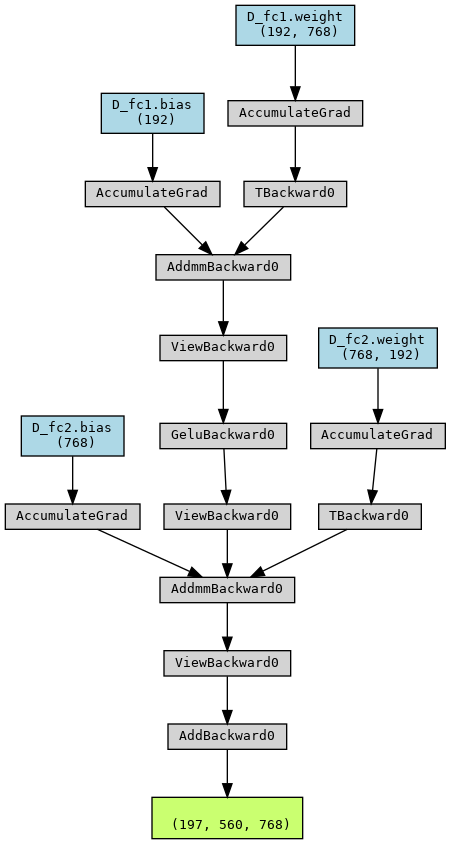 D_fc1.weight
(192, 768)
D_fc1.bias
(192)
AccumulateGrad
AccumulateGrad
TBackward0
AddmmBackward0
ViewBackward0
D_fc2.weight
(768, 192)
D_fc2.bias
(768)
GeluBackward0
AccumulateGrad
AccumulateGrad
ViewBackward0
TBackward0
AddmmBackward0
ViewBackward0
AddBackward0
(197, 560, 768)